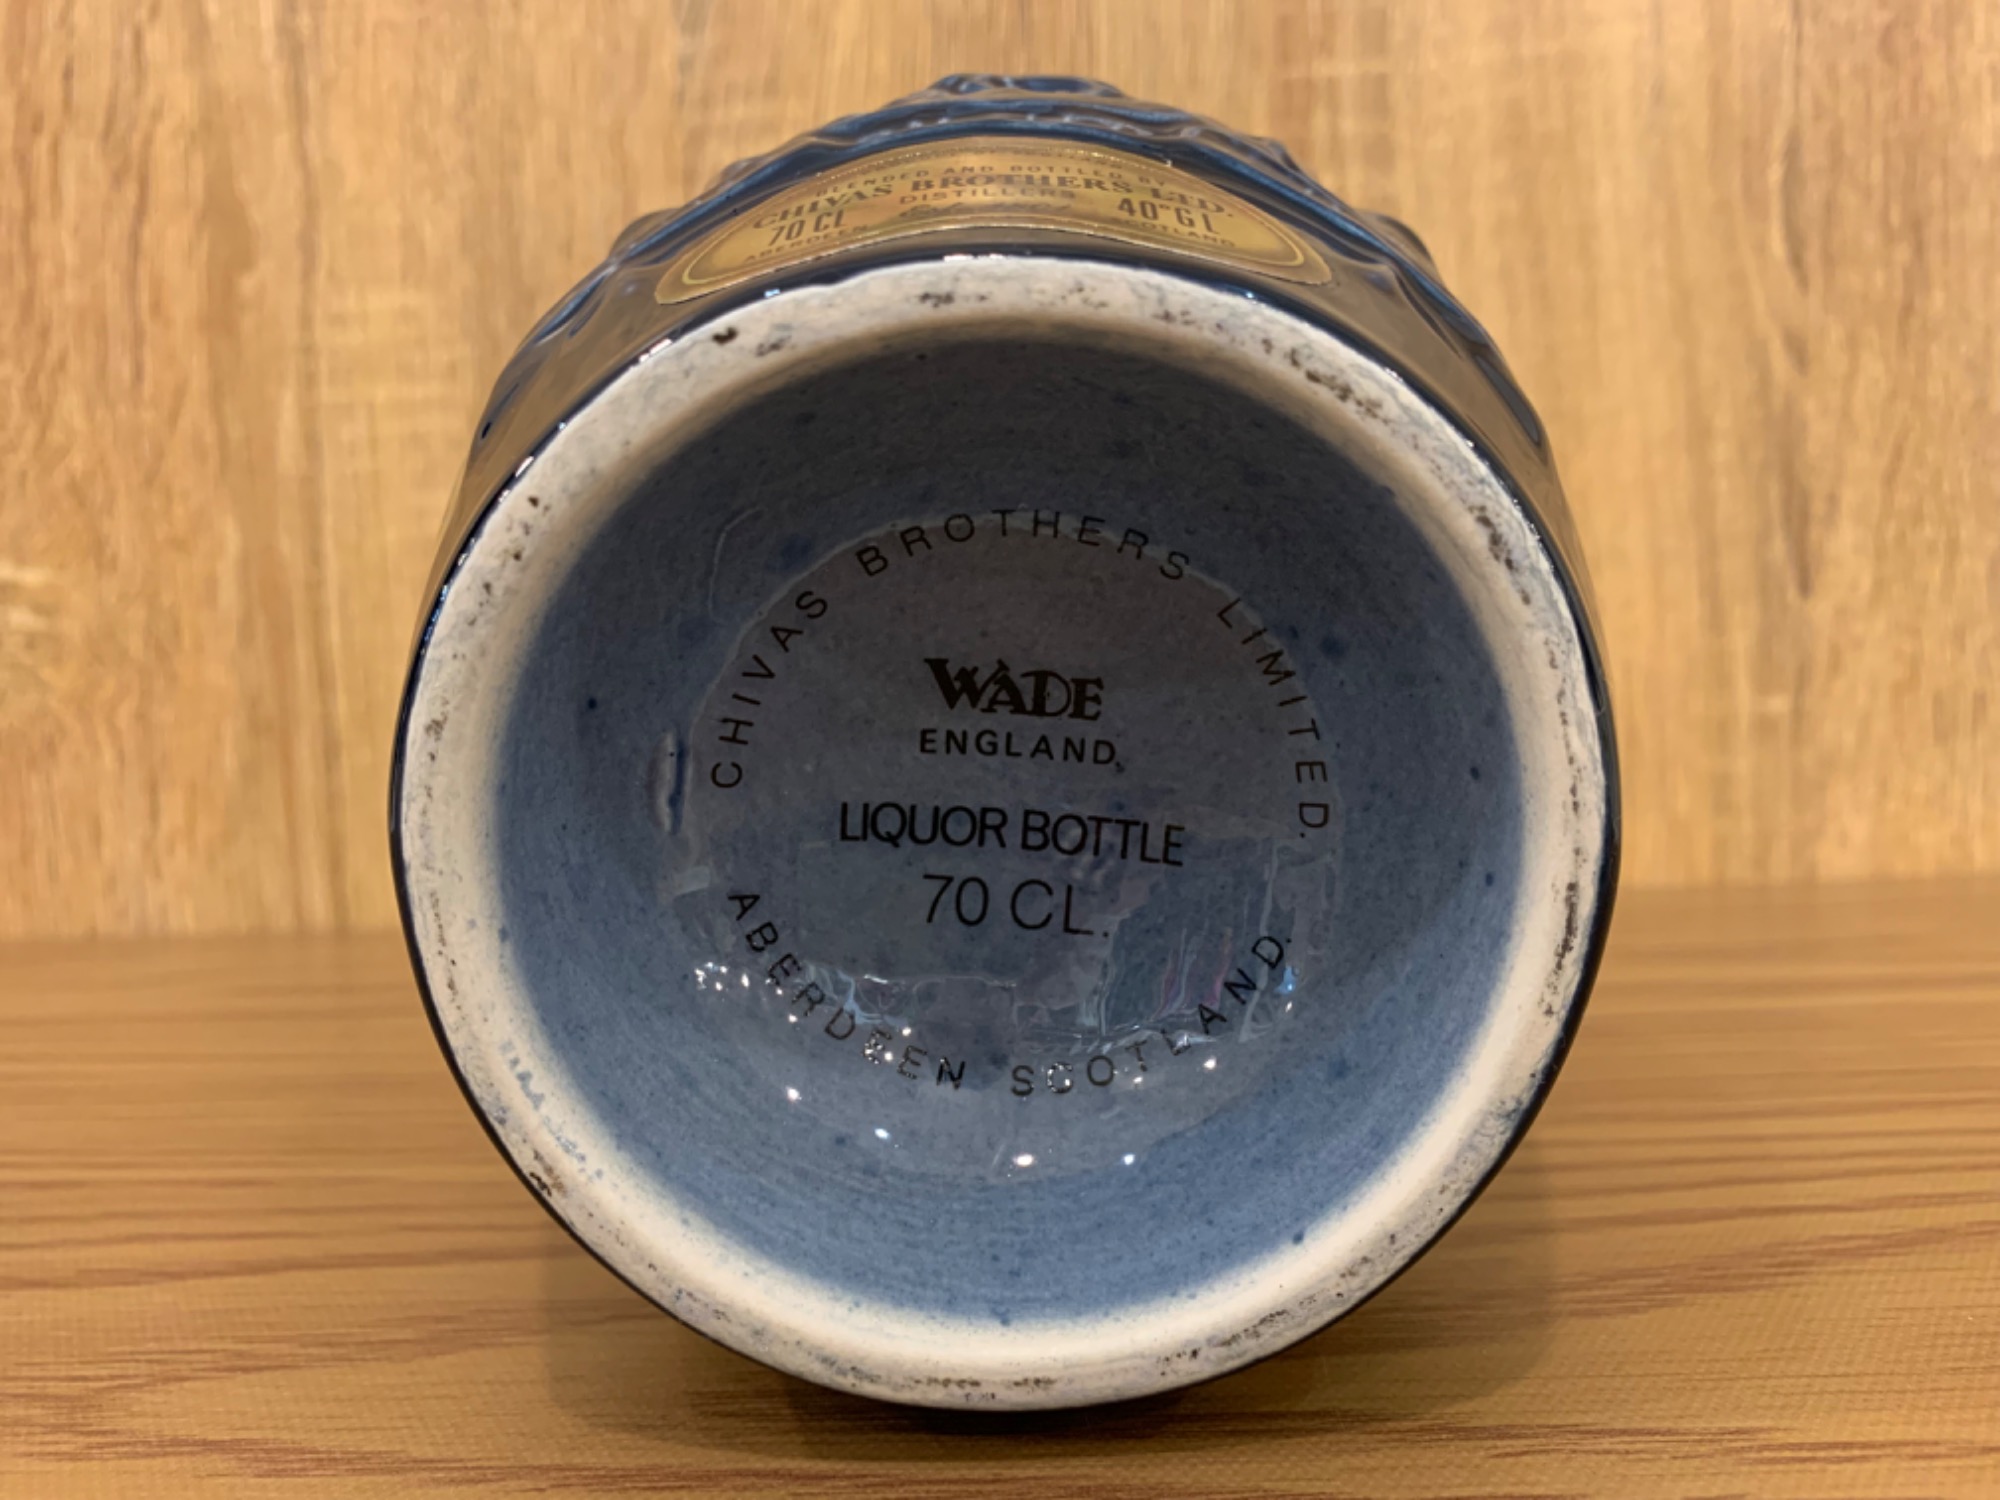 BLENDED AND BOTTLED BY
CHIVAS BROTHERS LTD.
DISTILLERS
70 CL
40° GL
ABERDEEN
SCOTLAND
CHIVAS BROTHERS LIMITED.
WADE
ENGLAND
LIQUOR BOTTLE
70 CL.
ABERDEEN SCOTLAND.